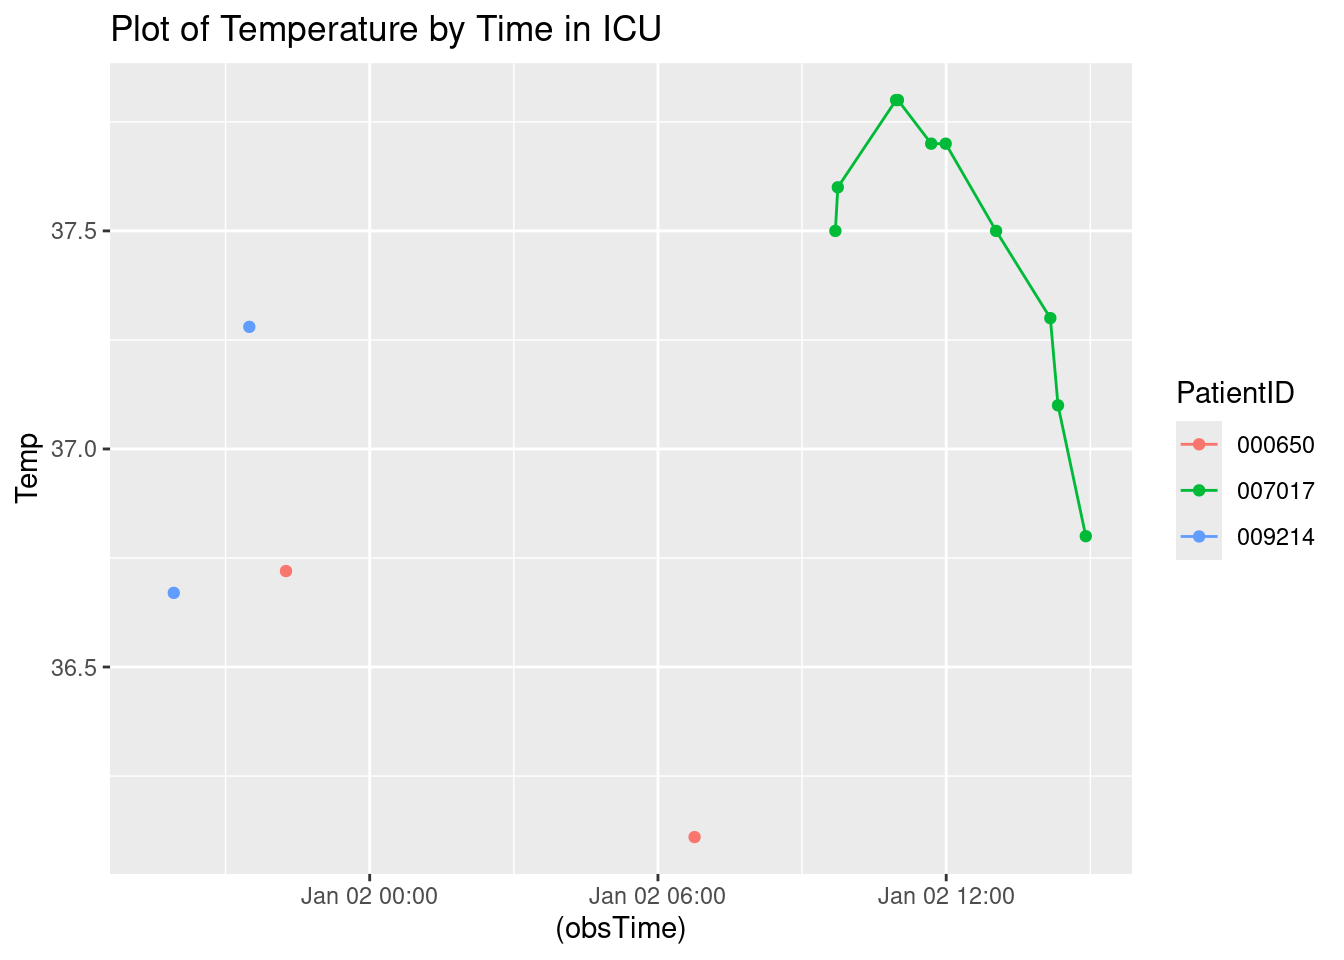 Plot of Temperature by Time in ICU
Temp
37.5
37.0
36.5
Jan 02 00:00
Jan 02 06:00
Jan 02 12:00
(obsTime)
PatientID
000650
007017
009214